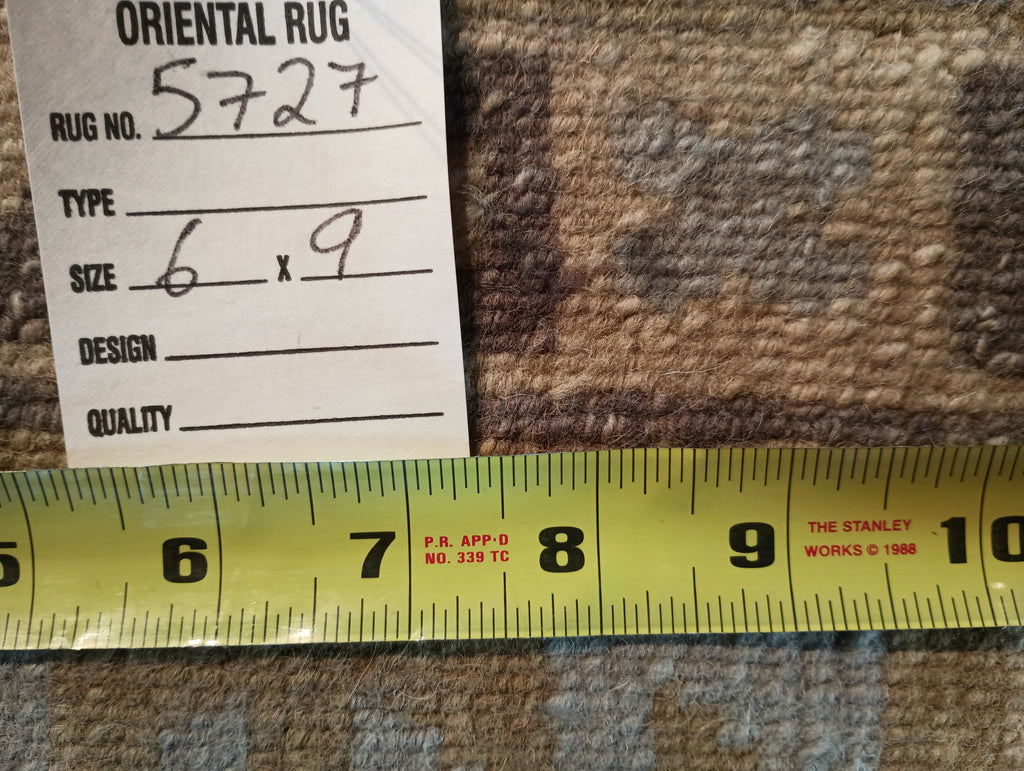 ORIENTAL RUG
RUG NO. 5727
TYPE
SIZE 6 X 9
DESIGN
QUALITY
5 6 7 P.R. APP·D 8 9 THE STANLEY 10
NO. 339 TC WORKS © 1988